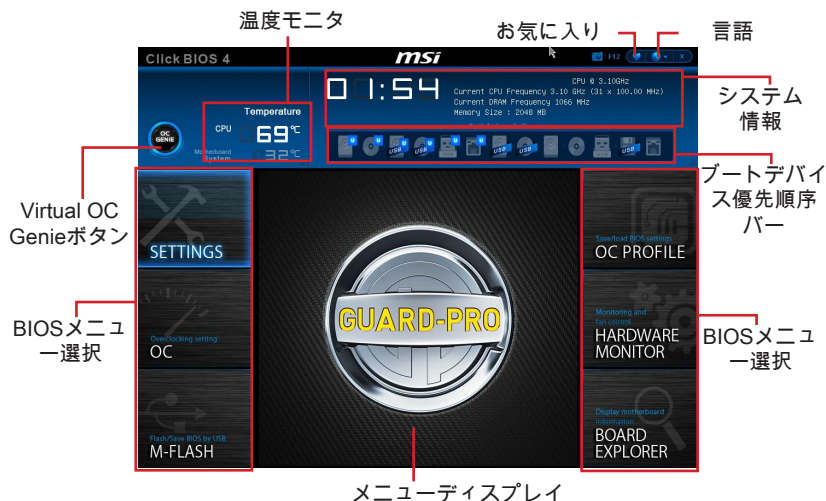 温度モニタ
お気に入り
言語
Click BIOS 4
msi
F12
X
01:54
CPU @ 3.10GHz
Current CPU Frequency 3.10 GHz (31 x 100.00 MHz)
Current DRAM Frequency 1066 MHz
Memory Size : 2048 MB
システム
情報
Temperature
OC
GENIE
CPU
69℃
Motherboard
System
32℃
USB
USB
USB
USB
USB
ブートデバイ
ス優先順序
バー
Virtual OC
Genieボタン
SETTINGS
Save/load BIOS settings
OC PROFILE
GUARD-PRO
BIOSメニュ
ー選択
Overclocking setting
OC
Monitoring and
fan control
HARDWARE
MONITOR
BIOSメニュ
ー選択
Flash/Save BIOS by USB
M-FLASH
Display motherboard
information
BOARD
EXPLORER
メニューディスプレイ